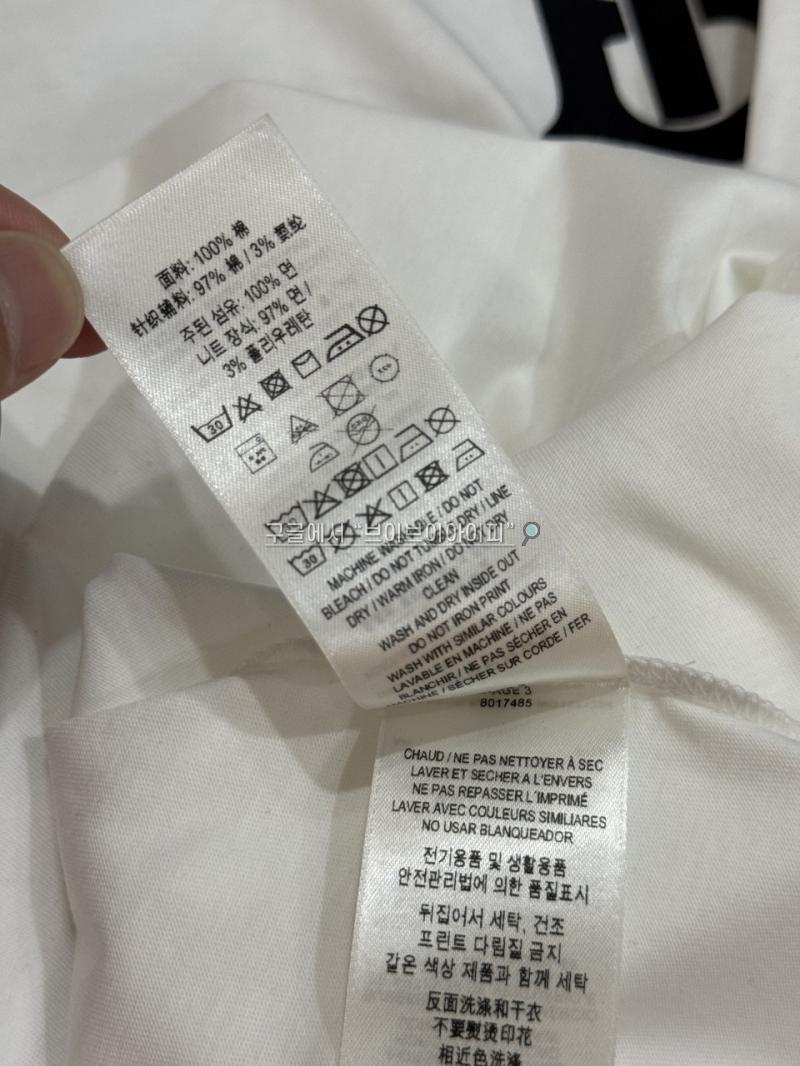 面料: 100% 棉
针织辅料: 97% 棉 / 3% 氨纶
주된 섬유: 100% 면
니트 장식: 97% 면 /
3% 폴리우레탄
30
30
구글에서 “브이로아이피” 🔎
MACHINE WASHABLE / DO NOT
BLEACH / DO NOT TUMBLE DRY / LINE
DRY / WARM IRON / DO NOT DRY
CLEAN
WASH AND DRY INSIDE OUT
DO NOT IRON PRINT
WASH WITH SIMILAR COLOURS
LAVABLE EN MACHINE / NE PAS
BLANCHIR / NE PAS SÉCHER EN
MACHINE / SÉCHER SUR CORDE / FER
PAGE 3
8017485
CHAUD / NE PAS NETTOYER À SEC
LAVER ET SECHER A L'ENVERS
NE PAS REPASSER L'IMPRIMÉ
LAVER AVEC COULEURS SIMILIARES
NO USAR BLANQUEADOR
전기용품 및 생활용품
안전관리법에 의한 품질표시
뒤집어서 세탁, 건조
프린트 다림질 금지
같은 색상 제품과 함께 세탁
反面洗涤和干衣
不要熨烫印花
相近色洗涤